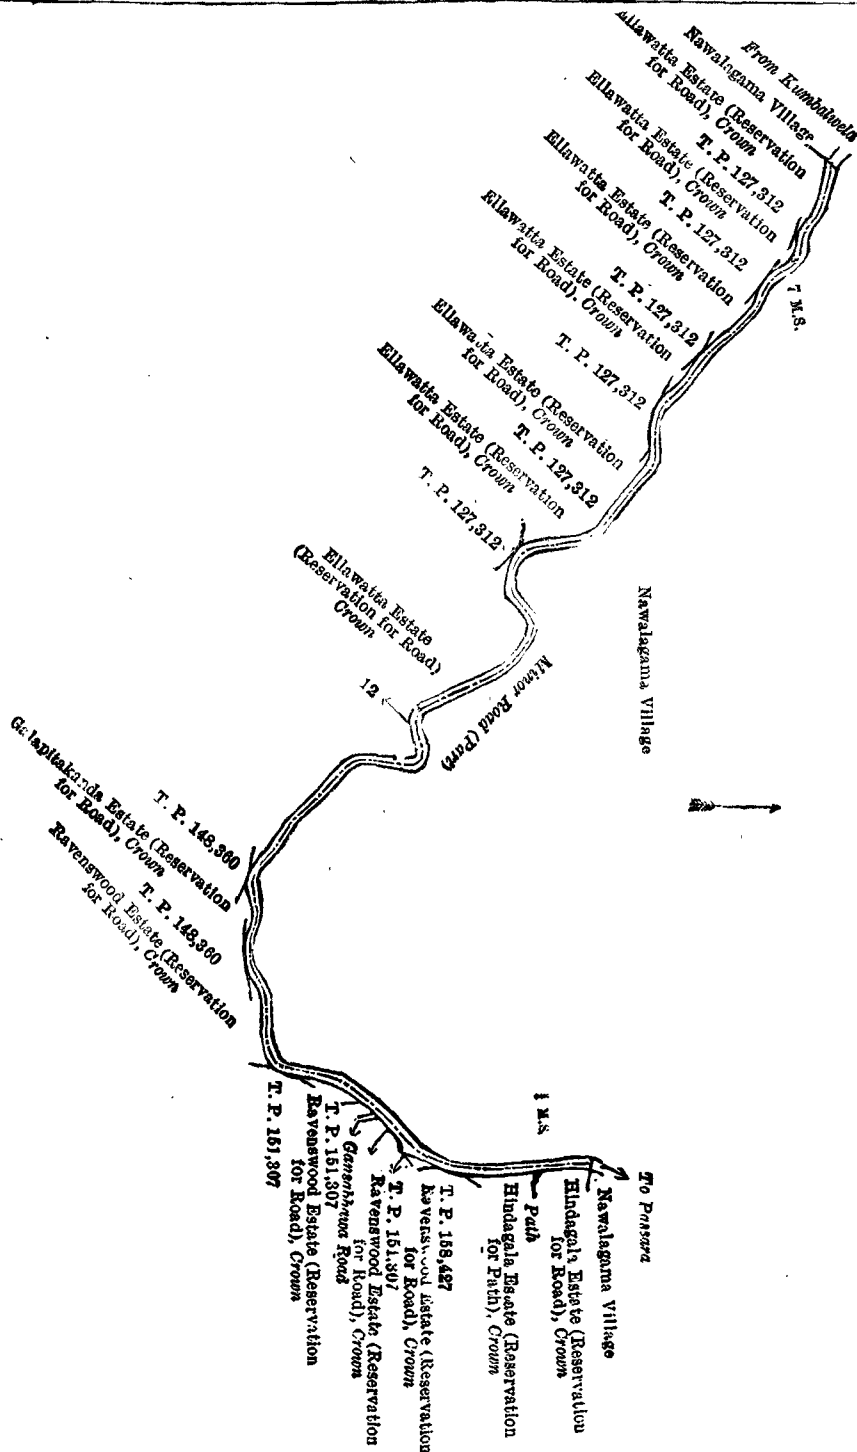 From Kumbalwela
Nawalagama Village
Ellawatta Estate (Reservation
for Road), Crown
T. P. 127,312
Ellawatta Estate (Reservation
for Road), Crown
T. P. 127,312
Ellawatta Estate (Reservation
for Road), Crown
T. P. 127,312
Ellawatta Estate (Reservation
for Road), Crown
T. P. 127,312
Ellawatta Estate (Reservation
for Road), Crown
T. P. 127,312
Ellawatta Estate (Reservation
for Road), Crown
T. P. 127,312
Ellawatta Estate
(Reservation for Road)
Crown
7 M.S.
Nawalagama Village
Minor Road (Part)
12
T. P. 148,360
Galapitakanda Estate (Reservation
for Road), Crown
T. P. 148,360
Ravenswood Estate (Reservation
for Road), Crown
T. P. 151,307
Ravenswood Estate (Reservation
for Road), Crown
T. P. 151,307
Gansabhawa Road
Ravenswood Estate (Reservation
for Road), Crown
T. P. 151,307
Ravenswood Estate (Reservation
for Road), Crown
T. P. 158,427
Hindagala Estate (Reservation
for Path), Crown
Path
Hindagala Estate (Reservation
for Road), Crown
Nawalagama Village
To Passara
M.S.